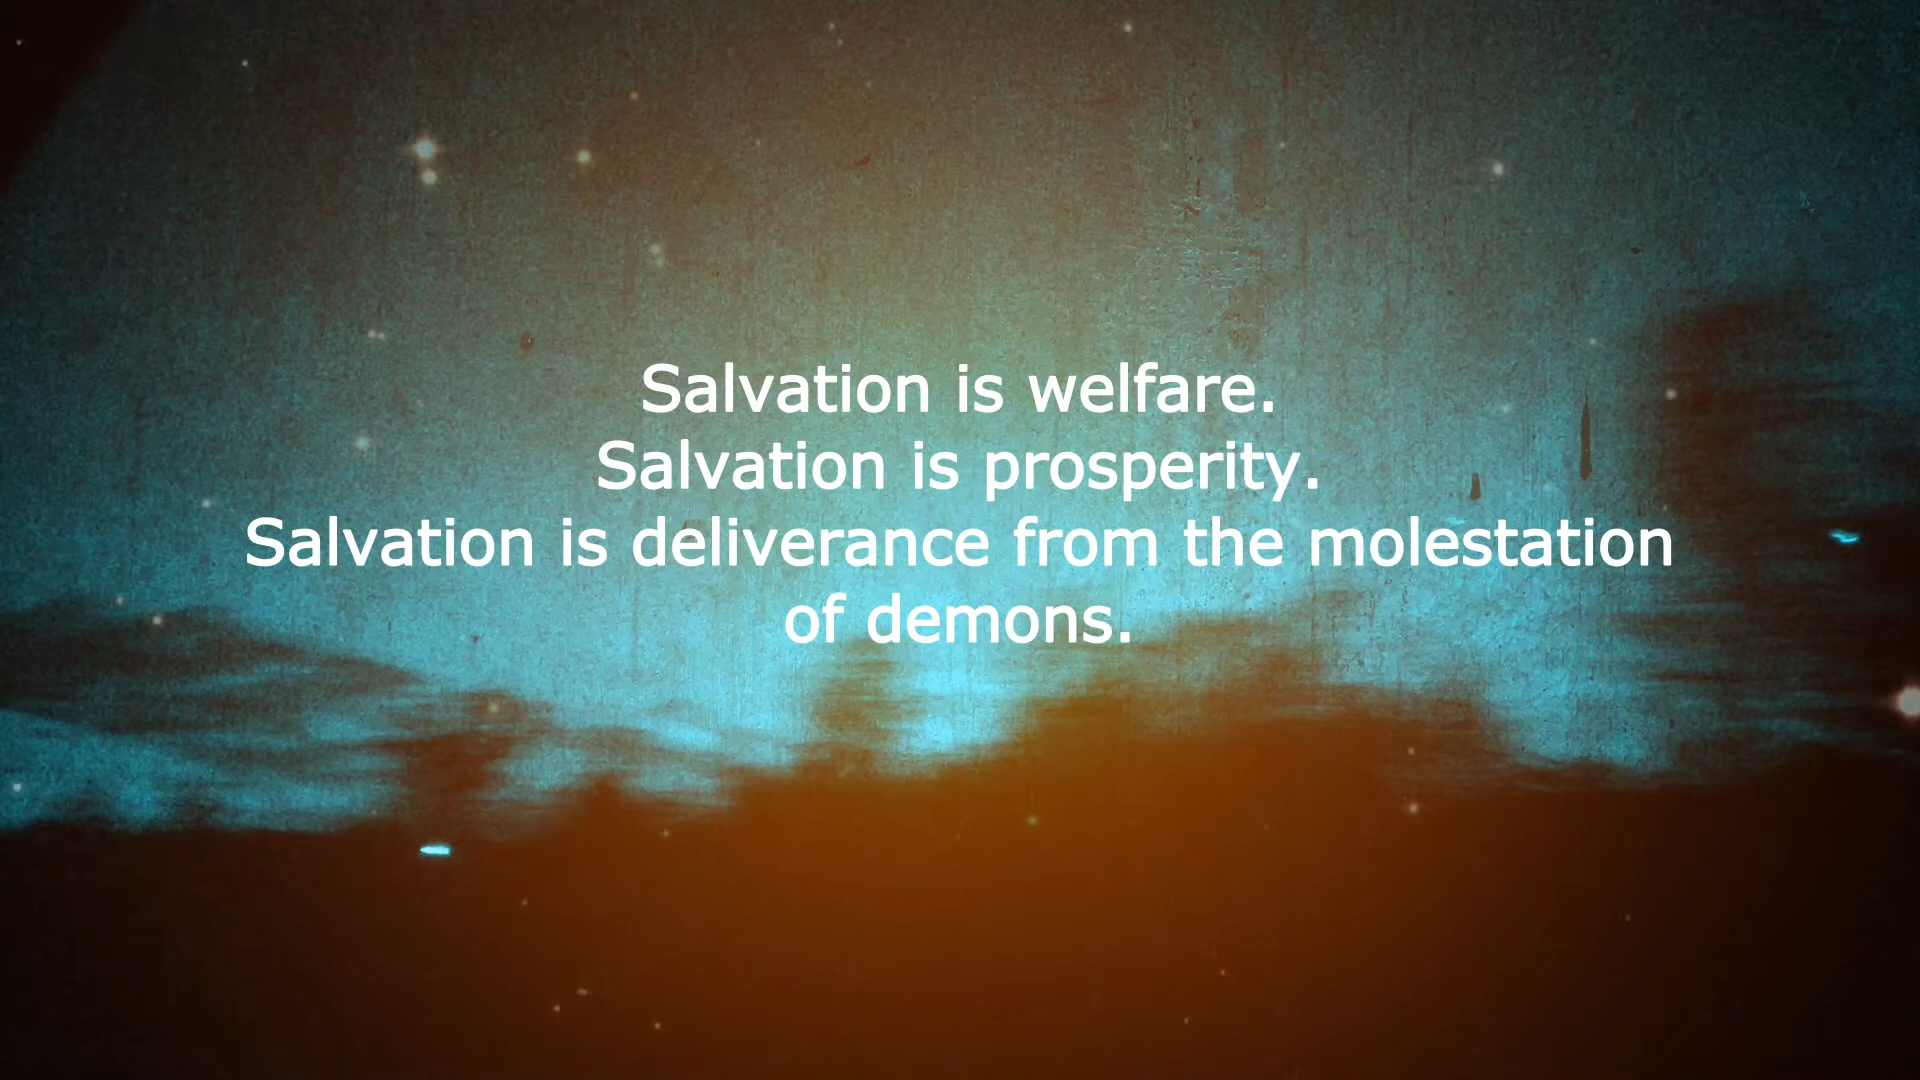 Salvation is welfare.
Salvation is prosperity.
Salvation is deliverance from the molestation
of demons.